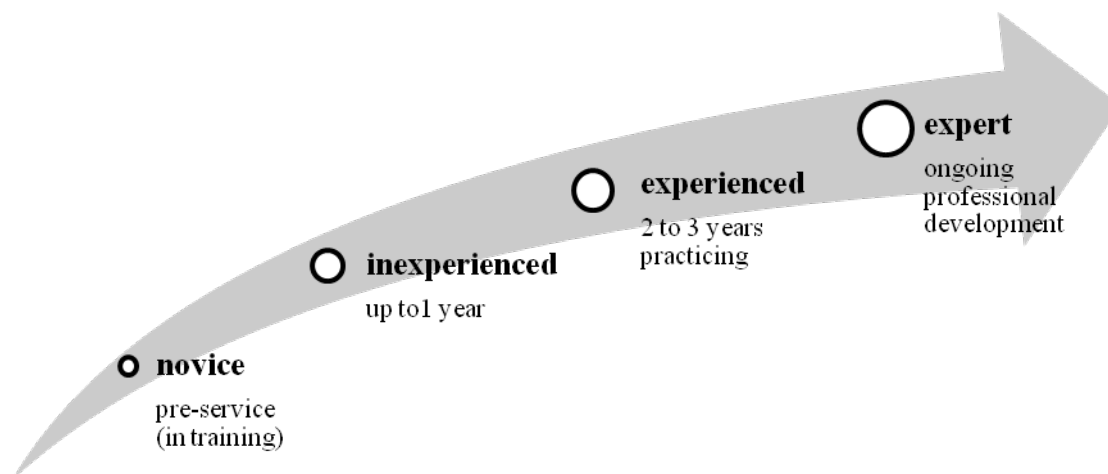 novice
pre-service
(in training)
inexperienced
up to1 year
experienced
2 to 3 years
practicing
expert
ongoing
professional
development